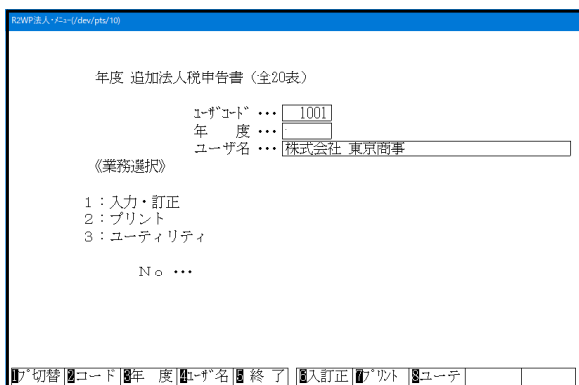 R2WP法人・メニュー(/dev/pts/10)
年度 追加法人税申告書（全20表）
ﾕｰｻﾞｺｰﾄﾞ ・・・ 1001
年　度 ・・・
ユーザ名 ・・・ 株式会社 東京商事
《業務選択》
１：入力・訂正
２：プリント
３：ユーティリティ
Ｎｏ ・・・
1ﾌﾟ切替 2コード 3年　度 4ﾕｰｻﾞ名 5終 了 6入訂正 7ﾌﾟﾘﾝﾄ 8ユーテ